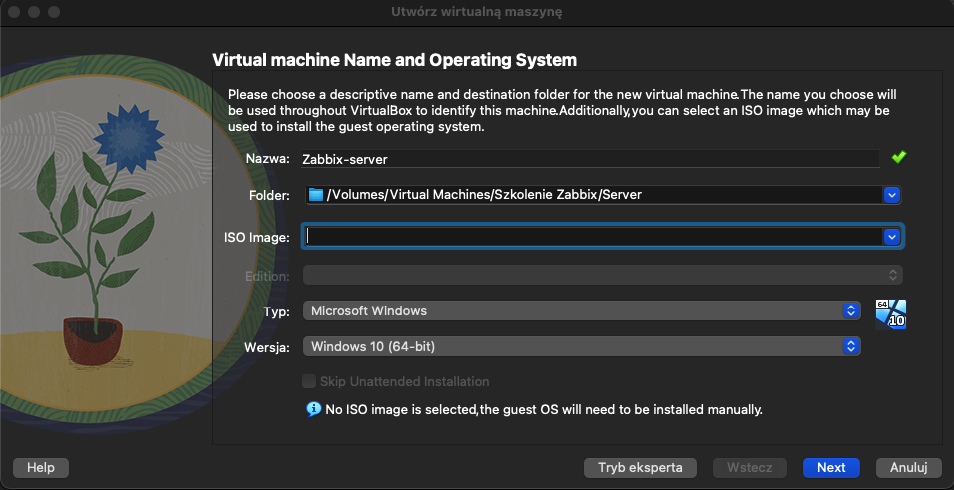 Utwórz wirtualną maszynę
Virtual machine Name and Operating System
Please choose a descriptive name and destination folder for the new virtual machine.The name you choose will
be used throughout VirtualBox to identify this machine.Additionally,you can select an ISO image which may be
used to install the guest operating system.
Nazwa: Zabbix-server
Folder: /Volumes/Virtual Machines/Szkolenie Zabbix/Server
ISO Image:
Edition:
Typ: Microsoft Windows
64
10
Wersja: Windows 10 (64-bit)
Skip Unattended Installation
No ISO image is selected,the guest OS will need to be installed manually.
Help Tryb eksperta Wstecz Next Anuluj